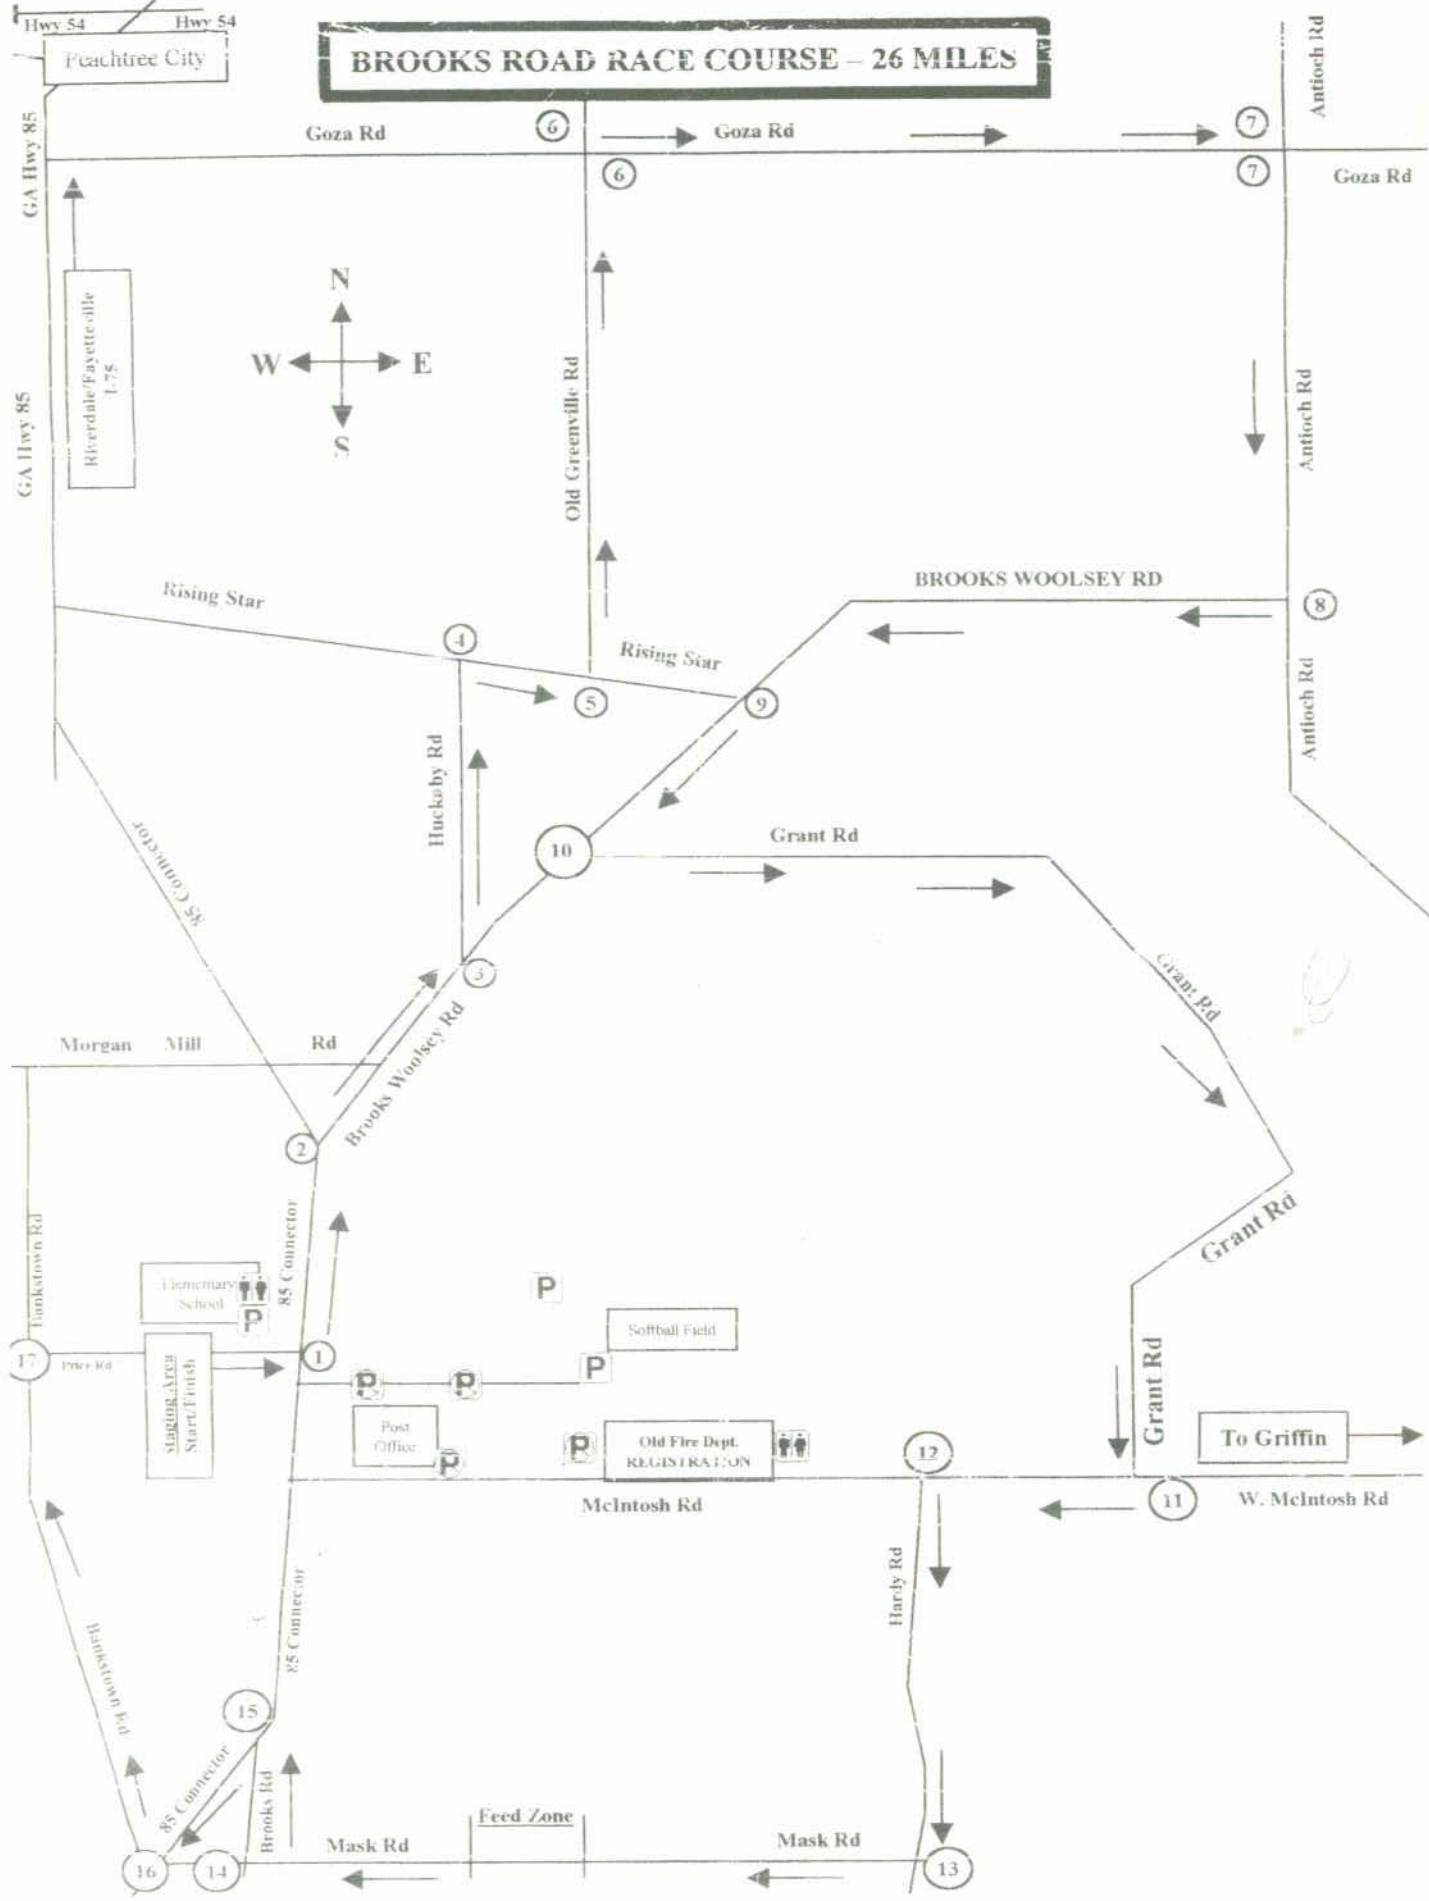 Hwy 54
Hwy 54
Peachtree City
BROOKS ROAD RACE COURSE – 26 MILES
Antioch Rd
GA Hwy 85
Goza Rd
6
Goza Rd
7
6
7
Goza Rd
Riverdale/Fayetteville
I-75
N
W
E
S
GA Hwy 85
Old Greenville Rd
Antioch Rd
Rising Star
BROOKS WOOLSEY RD
8
4
Rising Star
5
9
Antioch Rd
Huckaby Rd
85 Connector
10
Grant Rd
3
Grant Rd
Morgan Mill Rd
Brooks Woolsey Rd
2
Bankstown Rd
85 Connector
Grant Rd
Elementary
School
P
P
Softball Field
17
Price Rd
staging Area
Start/Finish
1
P
P
P
Grant Rd
Post
Office
P
P
Old Fire Dept.
REGISTRATION
12
To Griffin
McIntosh Rd
11
W. McIntosh Rd
Hardy Rd
85 Connector
Bankstown Rd
15
85 Connector
Brooks Rd
Feed Zone
Mask Rd
Mask Rd
16
14
13